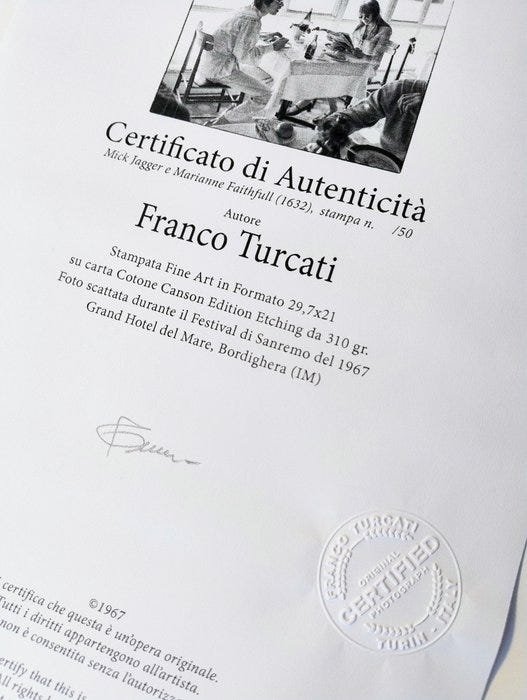 Certificato di Autenticità
Mick Jagger e Marianne Faithfull (1632), stampa n. /50
Autore
Franco Turcati
Stampata Fine Art in Formato 29,7x21
su carta Cotone Canson Edition Etching da 310 gr.
Foto scattata durante il Festival di Sanremo del 1967
Grand Hotel del Mare, Bordighera (IM)
FRANCO TURCATI
ORIGINAL
CERTIFIED
PHOTOGRAPH
TURIN - ITALY
©1967
certifica che questa è un'opera originale.
Tutti i diritti appartengono all'artista.
non è consentita senza l'autorizz
certify that this is
All rights